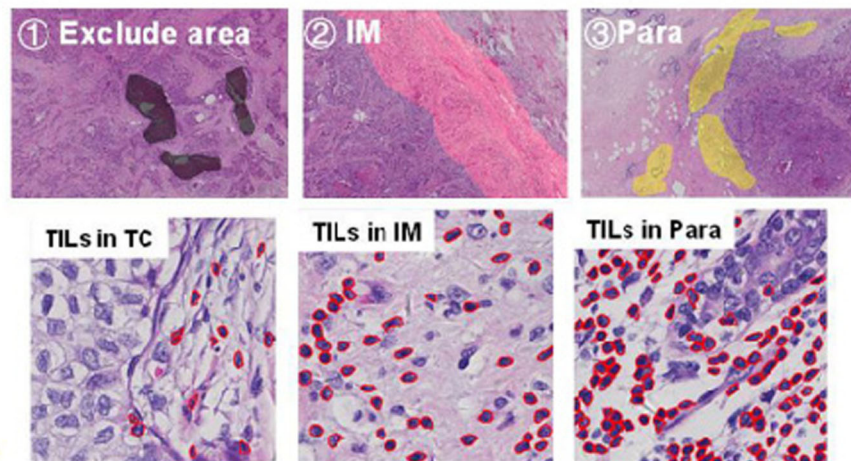 ① Exclude area
② IM
③Para
TILs in TC
TILs in IM
TILs in Para